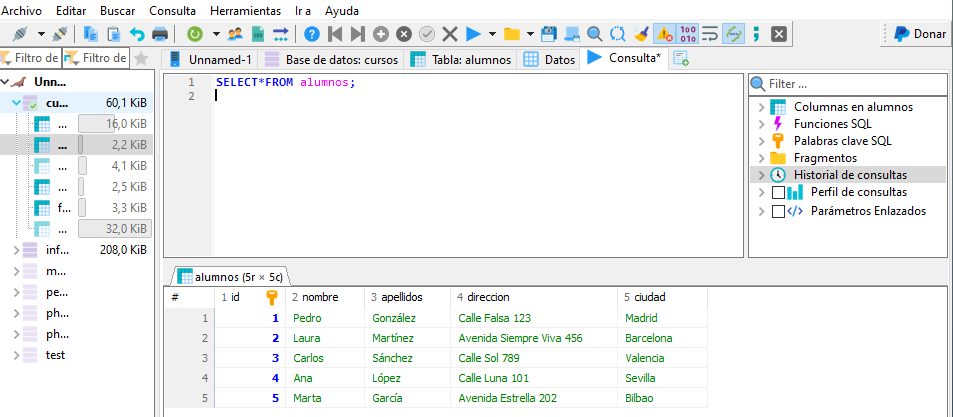 Archivo Editar Buscar Consulta Herramientas Ir a Ayuda
Donar
Filtro de Filtro de Unnamed-1 Base de datos: cursos Tabla: alumnos Datos Consulta*
Unn...
cu... 60,1 KiB
... 16,0 KiB
... 2,2 KiB
... 4,1 KiB
... 2,5 KiB
f... 3,3 KiB
... 32,0 KiB
inf... 208,0 KiB
m...
pe...
ph...
ph...
test
1 SELECT*FROM alumnos;
2
Filter ...
Columnas en alumnos
Funciones SQL
Palabras clave SQL
Fragmentos
Historial de consultas
Perfil de consultas
Parámetros Enlazados
alumnos (5r × 5c)
# 1 id 2 nombre 3 apellidos 4 direccion 5 ciudad
1 1 Pedro González Calle Falsa 123 Madrid
2 2 Laura Martínez Avenida Siempre Viva 456 Barcelona
3 3 Carlos Sánchez Calle Sol 789 Valencia
4 4 Ana López Calle Luna 101 Sevilla
5 5 Marta García Avenida Estrella 202 Bilbao